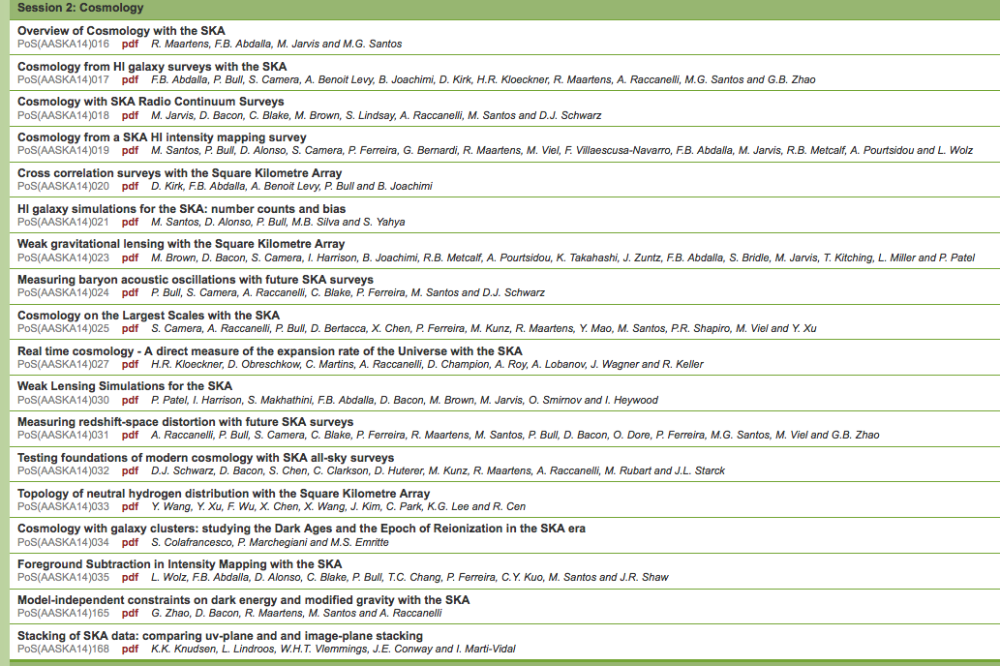 Session 2: Cosmology
Overview of Cosmology with the SKA
PoS(AASKA14)016 pdf R. Maartens, F.B. Abdalla, M. Jarvis and M.G. Santos
Cosmology from HI galaxy surveys with the SKA
PoS(AASKA14)017 pdf F.B. Abdalla, P. Bull, S. Camera, A. Benoit Levy, B. Joachimi, D. Kirk, H.R. Kloeckner, R. Maartens, A. Raccanelli, M.G. Santos and G.B. Zhao
Cosmology with SKA Radio Continuum Surveys
PoS(AASKA14)018 pdf M. Jarvis, D. Bacon, C. Blake, M. Brown, S. Lindsay, A. Raccanelli, M. Santos and D.J. Schwarz
Cosmology from a SKA HI intensity mapping survey
PoS(AASKA14)019 pdf M. Santos, P. Bull, D. Alonso, S. Camera, P. Ferreira, G. Bernardi, R. Maartens, M. Viel, F. Villaescusa-Navarro, F.B. Abdalla, M. Jarvis, R.B. Metcalf, A. Pourtsidou and L. Wolz
Cross correlation surveys with the Square Kilometre Array
PoS(AASKA14)020 pdf D. Kirk, F.B. Abdalla, A. Benoit Levy, P. Bull and B. Joachimi
HI galaxy simulations for the SKA: number counts and bias
PoS(AASKA14)021 pdf M. Santos, D. Alonso, P. Bull, M.B. Silva and S. Yahya
Weak gravitational lensing with the Square Kilometre Array
PoS(AASKA14)023 pdf M. Brown, D. Bacon, S. Camera, I. Harrison, B. Joachimi, R.B. Metcalf, A. Pourtsidou, K. Takahashi, J. Zuntz, F.B. Abdalla, S. Bridle, M. Jarvis, T. Kitching, L. Miller and P. Patel
Measuring baryon acoustic oscillations with future SKA surveys
PoS(AASKA14)024 pdf P. Bull, S. Camera, A. Raccanelli, C. Blake, P. Ferreira, M. Santos and D.J. Schwarz
Cosmology on the Largest Scales with the SKA
PoS(AASKA14)025 pdf S. Camera, A. Raccanelli, P. Bull, D. Bertacca, X. Chen, P. Ferreira, M. Kunz, R. Maartens, Y. Mao, M. Santos, P.R. Shapiro, M. Viel and Y. Xu
Real time cosmology - A direct measure of the expansion rate of the Universe with the SKA
PoS(AASKA14)027 pdf H.R. Kloeckner, D. Obreschkow, C. Martins, A. Raccanelli, D. Champion, A. Roy, A. Lobanov, J. Wagner and R. Keller
Weak Lensing Simulations for the SKA
PoS(AASKA14)030 pdf P. Patel, I. Harrison, S. Makhathini, F.B. Abdalla, D. Bacon, M. Brown, M. Jarvis, O. Smirnov and I. Heywood
Measuring redshift-space distortion with future SKA surveys
PoS(AASKA14)031 pdf A. Raccanelli, P. Bull, S. Camera, C. Blake, P. Ferreira, R. Maartens, M. Santos, P. Bull, D. Bacon, O. Dore, P. Ferreira, M.G. Santos, M. Viel and G.B. Zhao
Testing foundations of modern cosmology with SKA all-sky surveys
PoS(AASKA14)032 pdf D.J. Schwarz, D. Bacon, S. Chen, C. Clarkson, D. Huterer, M. Kunz, R. Maartens, A. Raccanelli, M. Rubart and J.L. Starck
Topology of neutral hydrogen distribution with the Square Kilometre Array
PoS(AASKA14)033 pdf Y. Wang, Y. Xu, F. Wu, X. Chen, X. Wang, J. Kim, C. Park, K.G. Lee and R. Cen
Cosmology with galaxy clusters: studying the Dark Ages and the Epoch of Reionization in the SKA era
PoS(AASKA14)034 pdf S. Colafrancesco, P. Marchegiani and M.S. Emritte
Foreground Subtraction in Intensity Mapping with the SKA
PoS(AASKA14)035 pdf L. Wolz, F.B. Abdalla, D. Alonso, C. Blake, P. Bull, T.C. Chang, P. Ferreira, C.Y. Kuo, M. Santos and J.R. Shaw
Model-independent constraints on dark energy and modified gravity with the SKA
PoS(AASKA14)165 pdf G. Zhao, D. Bacon, R. Maartens, M. Santos and A. Raccanelli
Stacking of SKA data: comparing uv-plane and and image-plane stacking
PoS(AASKA14)168 pdf K.K. Knudsen, L. Lindroos, W.H.T. Vlemmings, J.E. Conway and I. Marti-Vidal